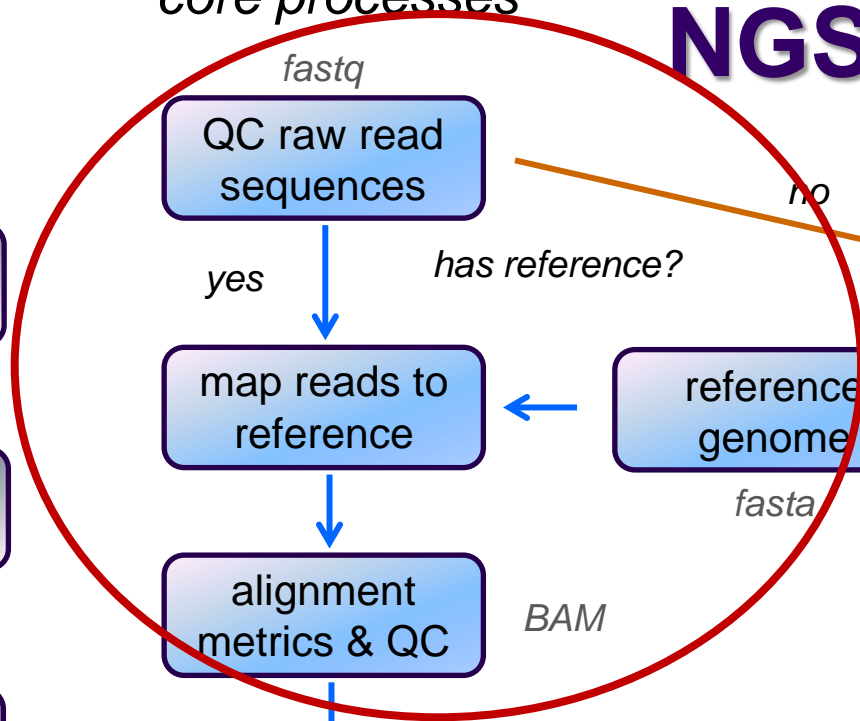 core processes
NGS
fastq
QC raw read
sequences
no
has reference?
yes
map reads to
reference
reference
genome
fasta
alignment
metrics & QC
BAM